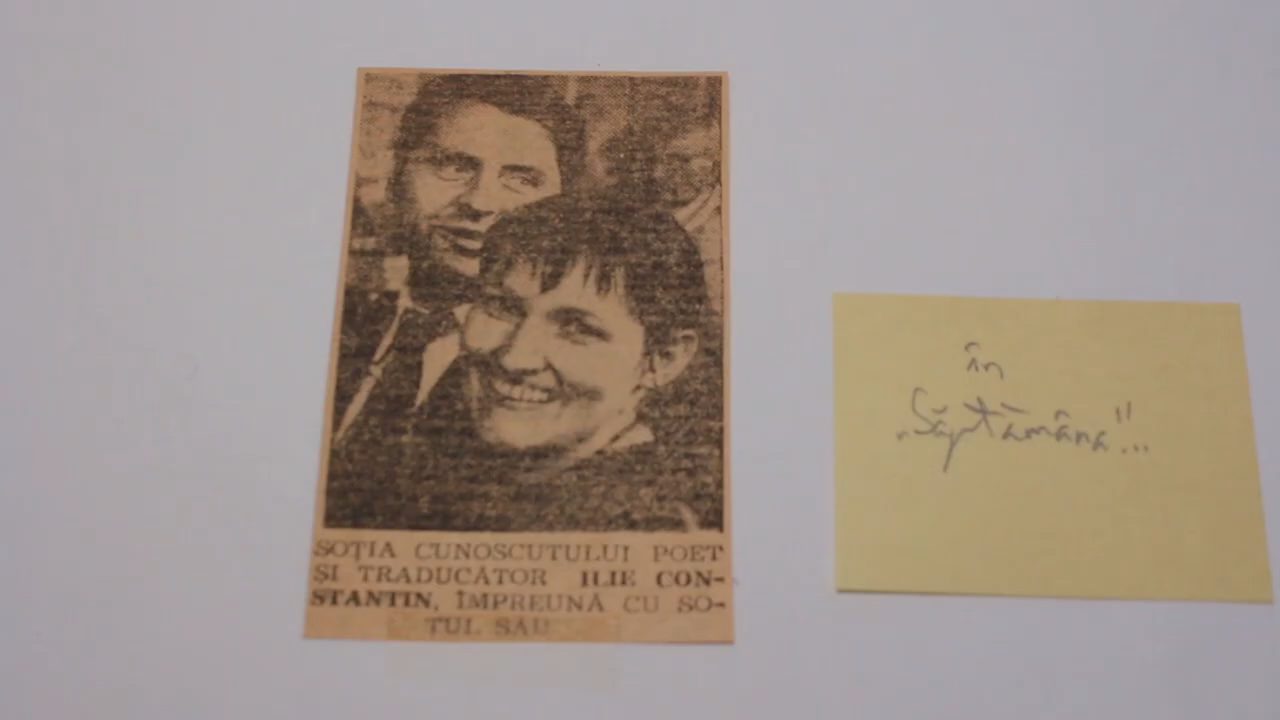 SOȚIA CUNOSCUTULUI POET
ȘI TRADUCĂTOR ILIE CON-
STANTIN, ÎMPREUNĂ CU SO-
ȚUL SĂU
în
„Săptămâna"...